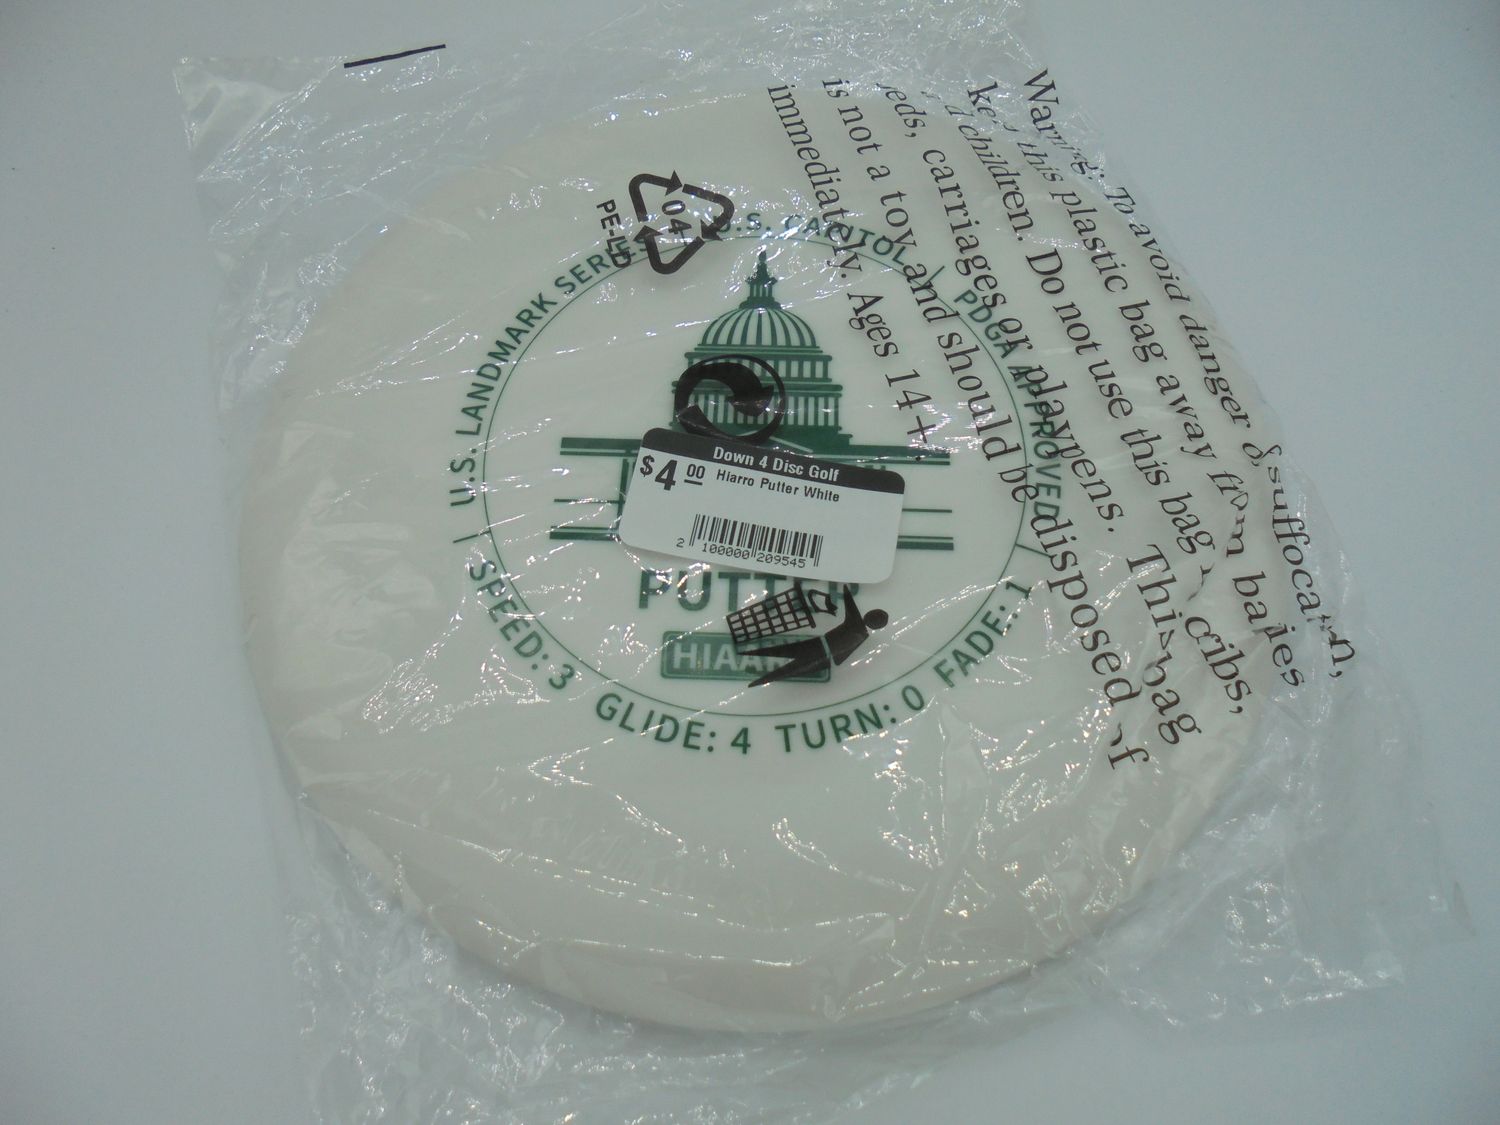 Warning: To avoid danger of suffocation,
keep this plastic bag away from babies
and children. Do not use this bag in cribs,
beds, carriages or playpens. This bag
is not a toy and should be disposed of
immediately. Ages 14+
04
PE-LD
U.S. LANDMARK SERIES
U.S. CAPITOL
PDGA APPROVED
Down 4 Disc Golf
$4.00 Hiarro Putter White
2 100000 209545
PUTTER
SPEED: 3 GLIDE: 4 TURN: 0 FADE: 1